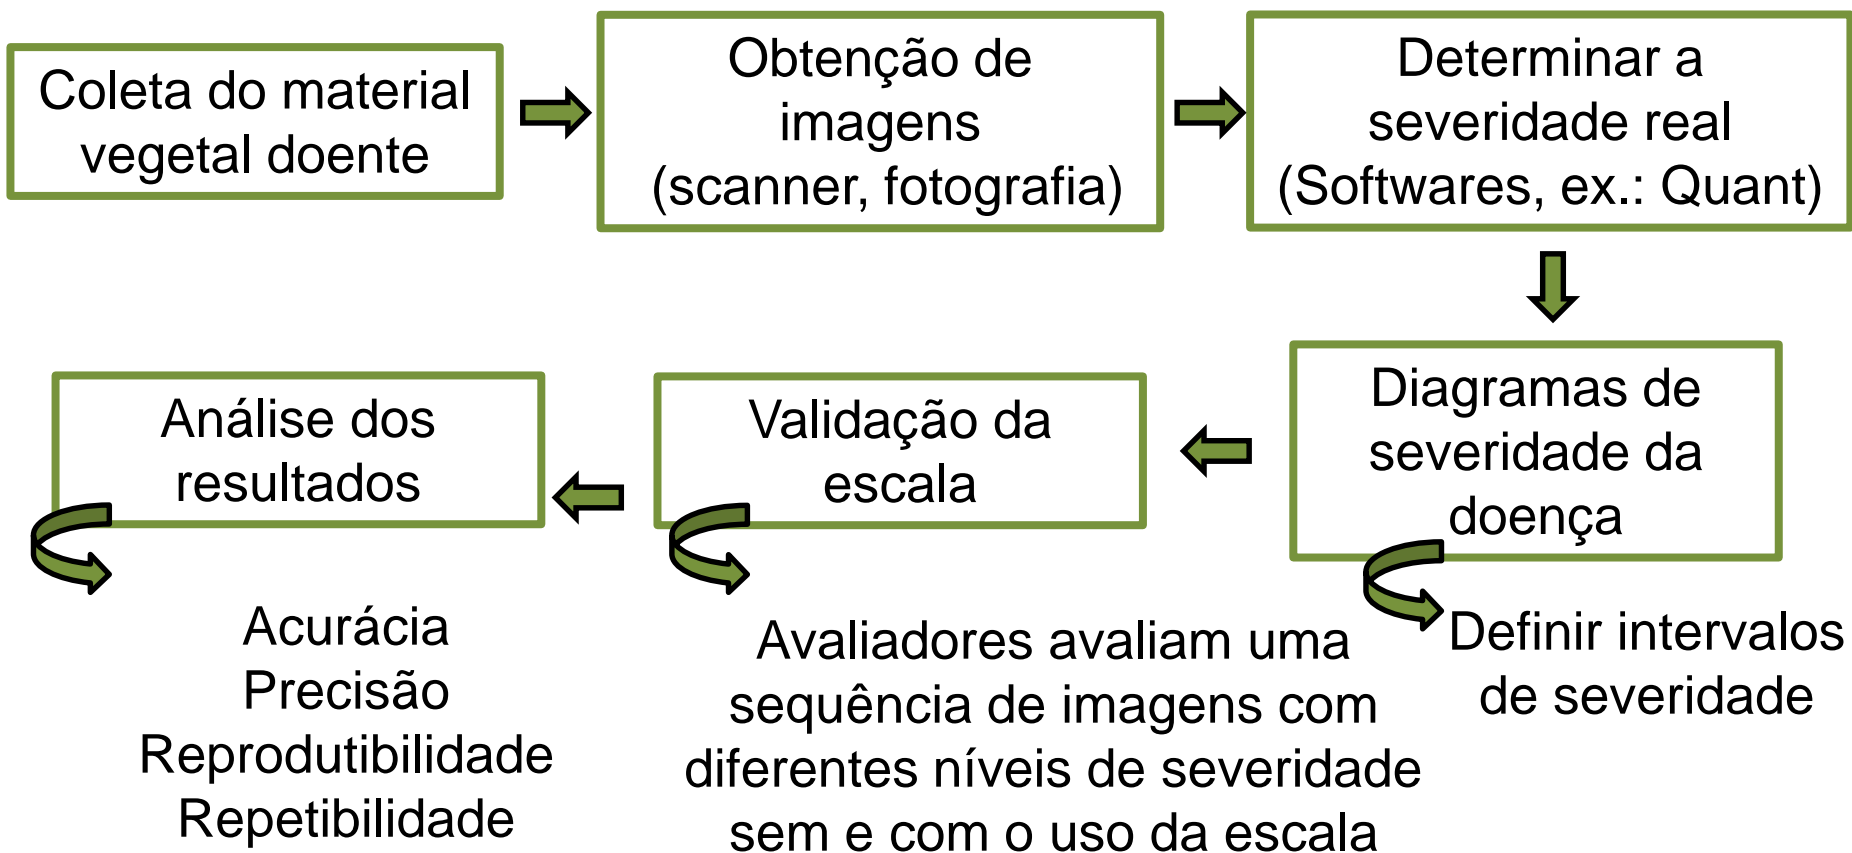 Coleta do material
vegetal doente
Obtenção de
imagens
(scanner, fotografia)
Determinar a
severidade real
(Softwares, ex.: Quant)
Diagramas de
severidade da
doença
Definir intervalos
de severidade
Validação da
escala
Avaliadores avaliam uma
sequência de imagens com
diferentes níveis de severidade
sem e com o uso da escala
Análise dos
resultados
Acurácia
Precisão
Reprodutibilidade
Repetibilidade